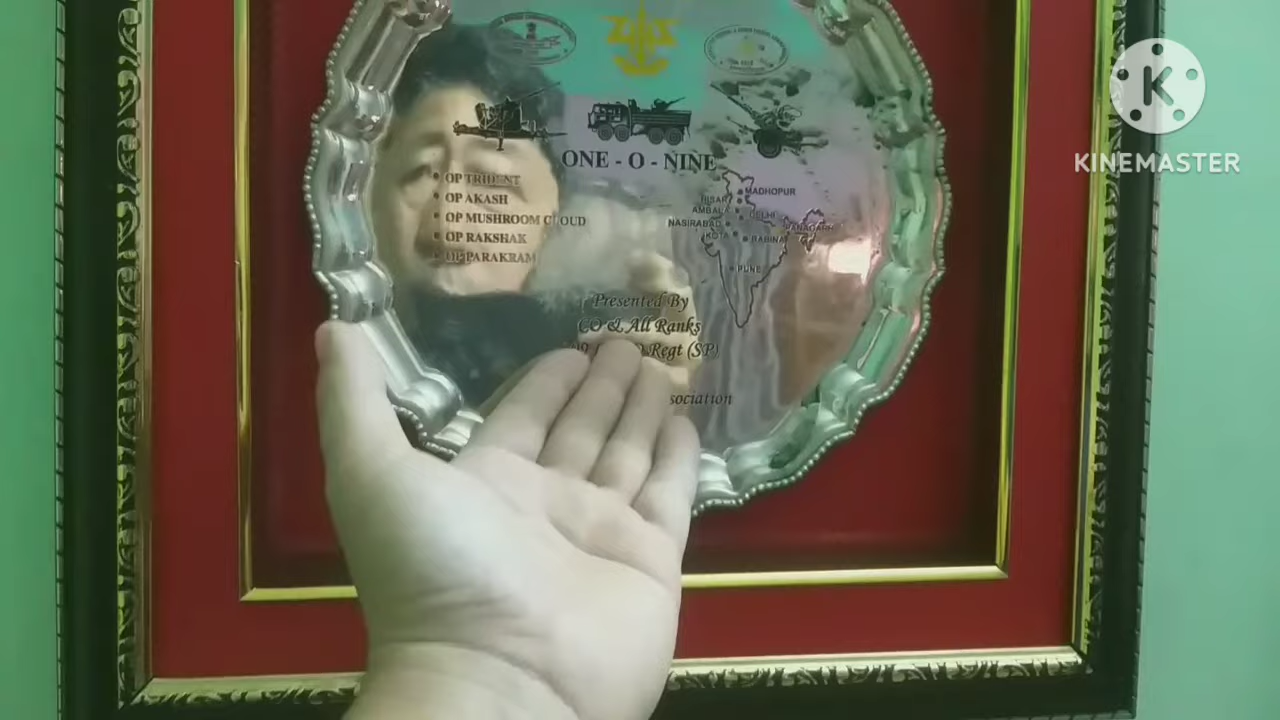 KINEMASTER
ONE - O - NINE
OP TRIDENT
OP AKASH
OP MUSHROOM CLOUD
OP RAKSHAK
OP PARAKRAM
MADHOPUR
HISAR
AMBALA
DELHI
NASIRABAD
KOTA
BABINA
PUNE
Presented By
CO & All Ranks
Regt (SP)